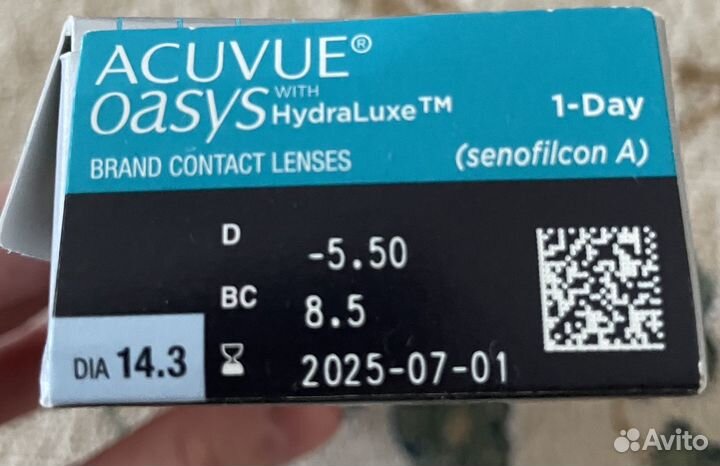 ACUVUE®
oasys WITH HydraLuxe™ 1-Day
BRAND CONTACT LENSES (senofilcon A)
D -5.50
BC 8.5
DIA 14.3 2025-07-01
Avito